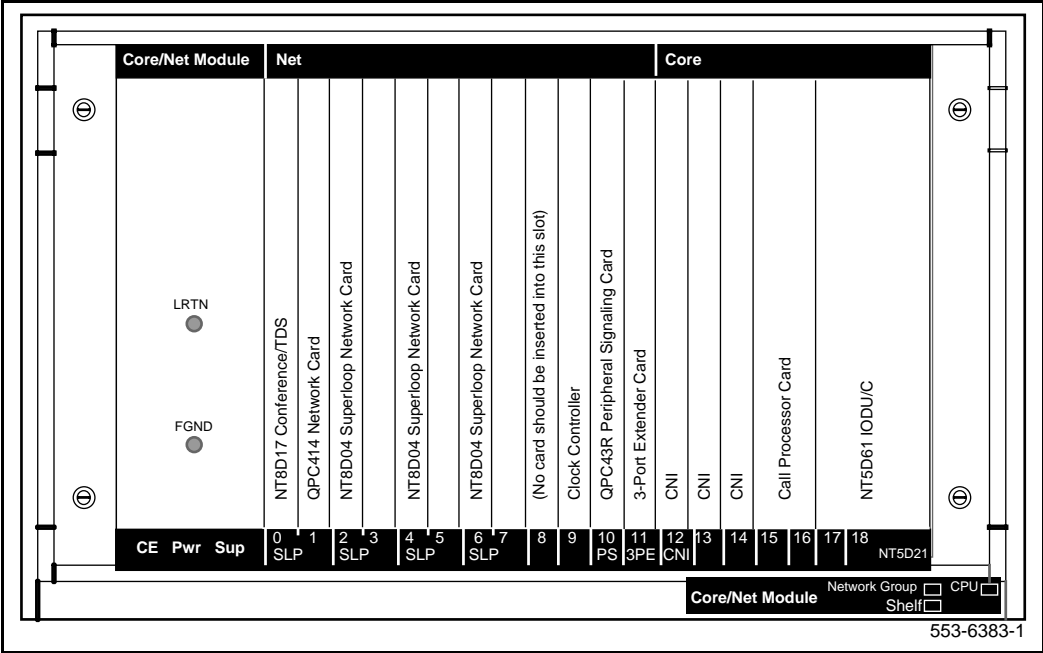 Core/Net Module Net Core
LRTN
FGND
NT8D17 Conference/TDS
QPC414 Network Card
NT8D04 Superloop Network Card
NT8D04 Superloop Network Card
NT8D04 Superloop Network Card
(No card should be inserted into this slot)
Clock Controller
QPC43R Peripheral Signaling Card
3-Port Extender Card
CNI
CNI
CNI
Call Processor Card
NT5D61 IODU/C
CE Pwr Sup
0 1 2 3 4 5 6 7 8 9 10 11 12 13 14 15 16 17 18
SLP SLP SLP SLP PS 3PE CNI NT5D21
Core/Net Module
Network Group CPU
Shelf
553-6383-1